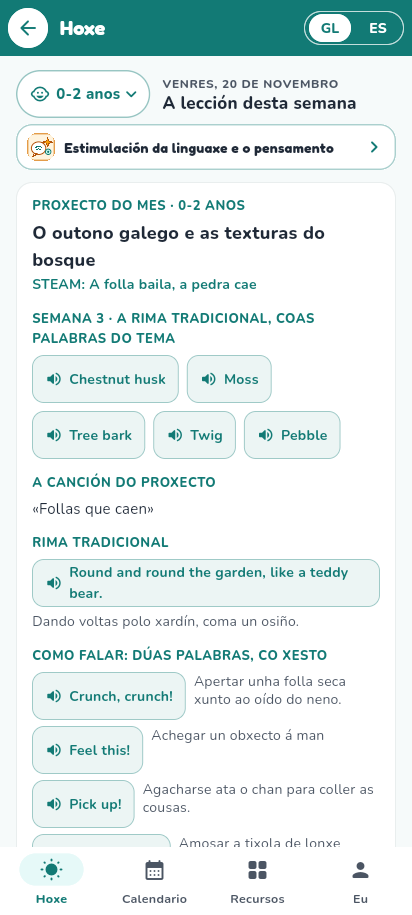 Hoxe
GL ES
0-2 anos
VENRES, 20 DE NOVEMBRO
A lección desta semana
Estimulación da linguaxe e o pensamento
PROXECTO DO MES · 0-2 ANOS
O outono galego e as texturas do
bosque
STEAM: A folla baila, a pedra cae
SEMANA 3 · A RIMA TRADICIONAL, COAS
PALABRAS DO TEMA
Chestnut husk
Moss
Tree bark
Twig
Pebble
A CANCIÓN DO PROXECTO
«Follas que caen»
RIMA TRADICIONAL
Round and round the garden, like a teddy
bear.
Dando voltas polo xardín, coma un osiño.
COMO FALAR: DÚAS PALABRAS, CO XESTO
Crunch, crunch!
Apertar unha folla seca
xunto ao oído do neno.
Feel this!
Achegar un obxecto á man
Pick up!
Agacharse ata o chan para coller as
cousas.
Amosar a tixola de lonxe
Hoxe
Calendario
Recursos
Eu